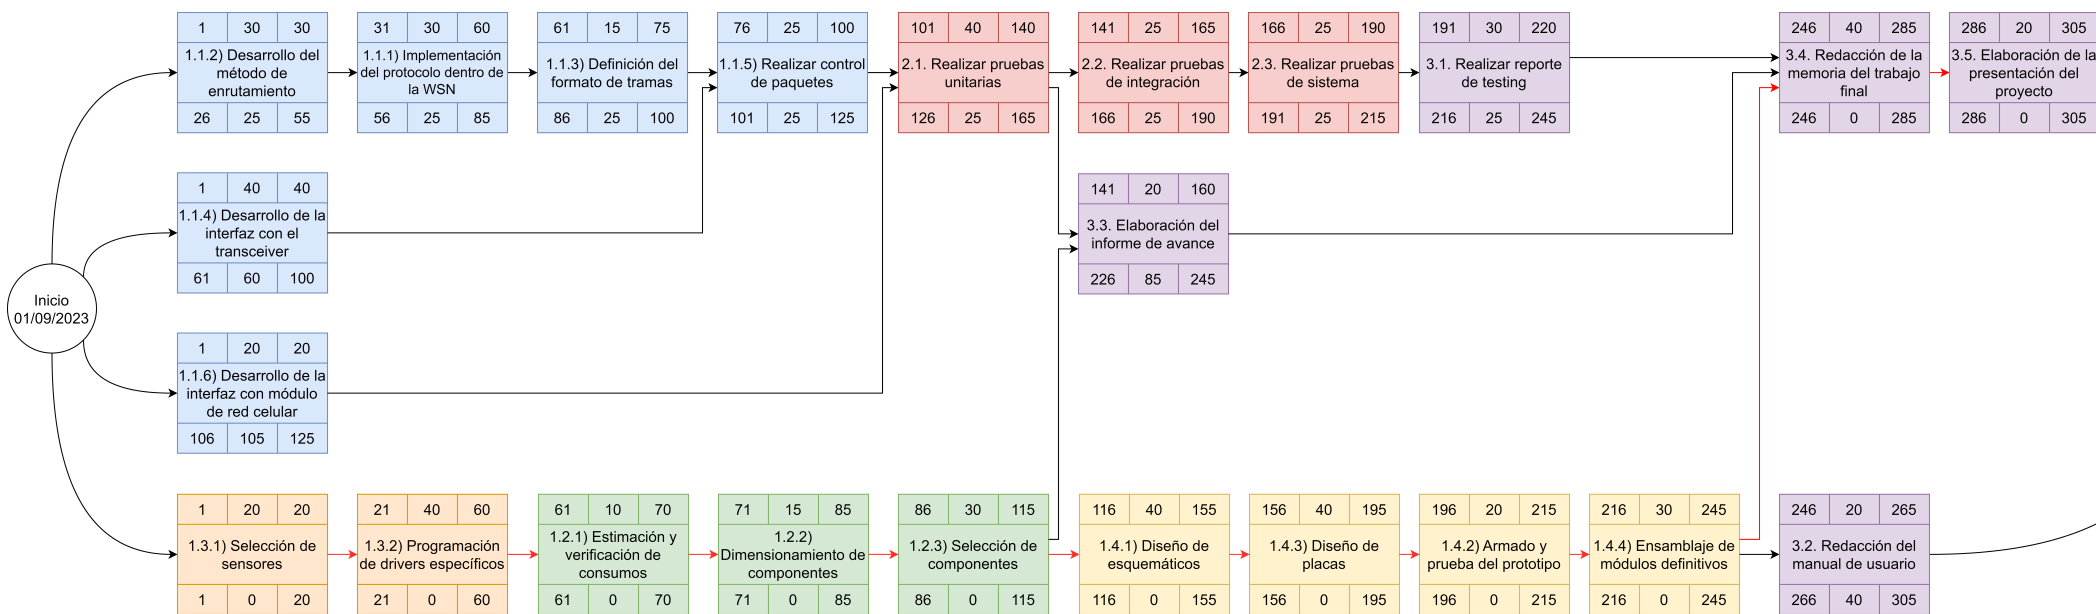 Inicio
01/09/2023
1 30 30
1.1.2) Desarrollo del
método de
enrutamiento
26 25 55
31 30 60
1.1.1) Implementación
del protocolo dentro de
la WSN
56 25 85
61 15 75
1.1.3) Definición del
formato de tramas
86 25 100
76 25 100
1.1.5) Realizar control
de paquetes
101 25 125
101 40 140
2.1. Realizar pruebas
unitarias
126 25 165
141 25 165
2.2. Realizar pruebas
de integración
166 25 190
166 25 190
2.3. Realizar pruebas
de sistema
191 25 215
191 30 220
3.1. Realizar reporte
de testing
216 25 245
246 40 285
3.4. Redacción de la
memoria del trabajo
final
246 0 285
286 20 305
3.5. Elaboración de la
presentación del
proyecto
286 0 305
1 40 40
1.1.4) Desarrollo de la
interfaz con el
transceiver
61 60 100
141 20 160
3.3. Elaboración del
informe de avance
226 85 245
1 20 20
1.1.6) Desarrollo de la
interfaz con módulo
de red celular
106 105 125
1 20 20
1.3.1) Selección de
sensores
1 0 20
21 40 60
1.3.2) Programación
de drivers específicos
21 0 60
61 10 70
1.2.1) Estimación y
verificación de
consumos
61 0 70
71 15 85
1.2.2)
Dimensionamiento de
componentes
71 0 85
86 30 115
1.2.3) Selección de
componentes
86 0 115
116 40 155
1.4.1) Diseño de
esquemáticos
116 0 155
156 40 195
1.4.3) Diseño de
placas
156 0 195
196 20 215
1.4.2) Armado y
prueba del prototipo
196 0 215
216 30 245
1.4.4) Ensamblaje de
módulos definitivos
216 0 245
246 20 265
3.2. Redacción del
manual de usuario
266 40 305